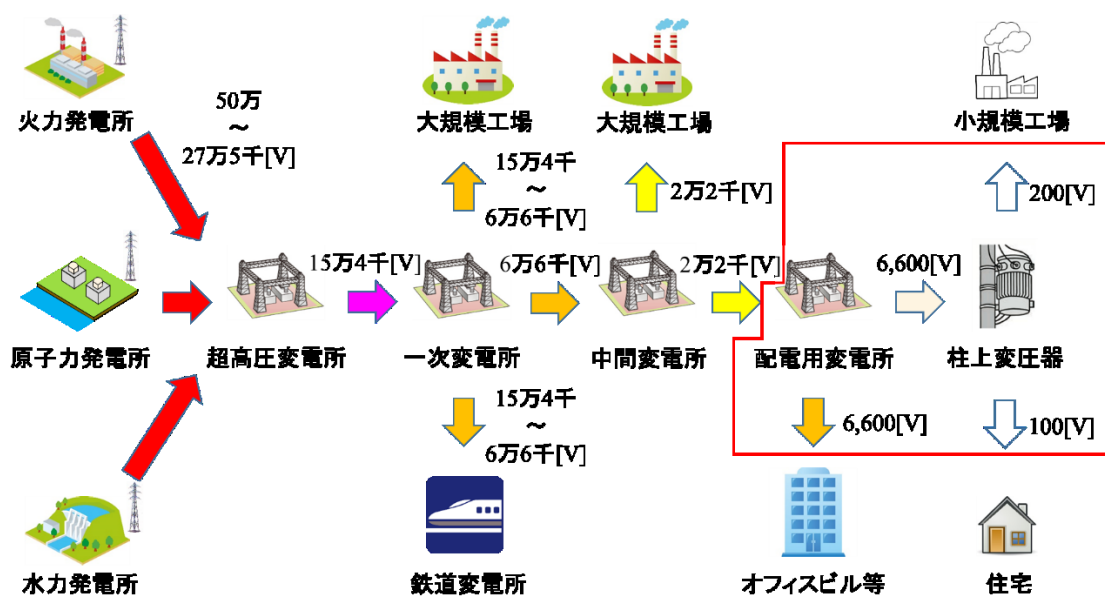 火力発電所
50万
～
27万5千[V]
大規模工場
大規模工場
小規模工場
15万4千
～
6万6千[V]
2万2千[V]
200[V]
原子力発電所
超高圧変電所
15万4千[V]
一次変電所
6万6千[V]
中間変電所
2万2千[V]
配電用変電所
6,600[V]
柱上変圧器
15万4千
～
6万6千[V]
6,600[V]
100[V]
水力発電所
鉄道変電所
オフィスビル等
住宅